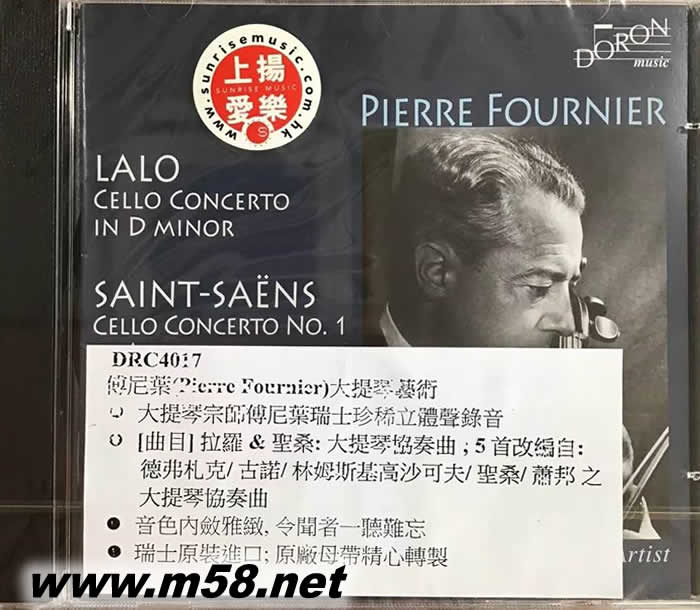 DORON
music
www.sunrisemusic.com.hk
上揚
SUNRISE MUSIC
愛樂
PIERRE FOURNIER
LALO
CELLO CONCERTO
IN D MINOR
SAINT-SAËNS
CELLO CONCERTO NO. 1
DRC4017
傅尼葉(Pierre Fournier)大提琴藝術
大提琴宗師傅尼葉瑞士珍稀立體聲錄音
[曲目] 拉羅 & 聖桑: 大提琴協奏曲 ; 5 首改編自:
德弗札克/ 古諾/ 林姆斯基高沙可夫/ 聖桑/ 蕭邦 之
大提琴協奏曲
● 音色內斂雅緻, 令聞者一聽難忘
● 瑞士原裝進口; 原廠母帶精心轉製
Artist
www.m58.net